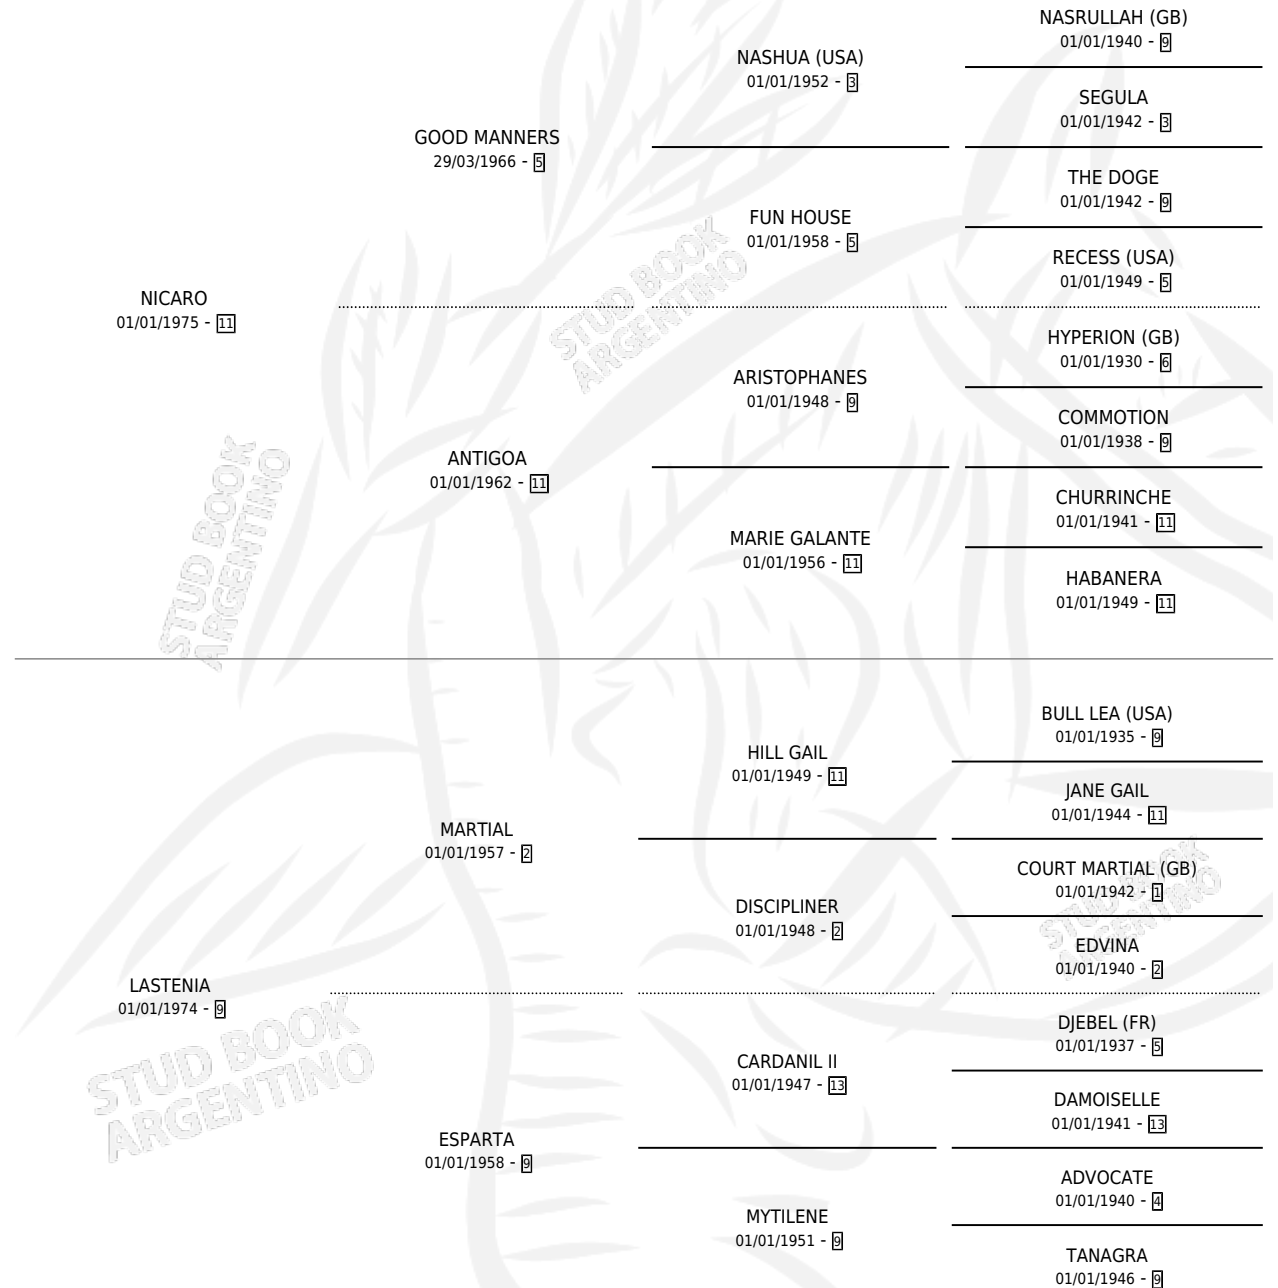 NASRULLAH (GB)
01/01/1940 - 9
NASHUA (USA)
01/01/1952 - 3
SEGULA
01/01/1942 - 3
GOOD MANNERS
29/03/1966 - 5
THE DOGE
01/01/1942 - 9
FUN HOUSE
01/01/1958 - 5
RECESS (USA)
01/01/1949 - 5
NICARO
01/01/1975 - 11
HYPERION (GB)
01/01/1930 - 6
ARISTOPHANES
01/01/1948 - 9
COMMOTION
01/01/1938 - 9
ANTIGOA
01/01/1962 - 11
CHURRINCHE
01/01/1941 - 11
MARIE GALANTE
01/01/1956 - 11
HABANERA
01/01/1949 - 11
STUD BOOK
ARGENTINO
STUD BOOK
ARGENTINO
BULL LEA (USA)
01/01/1935 - 9
HILL GAIL
01/01/1949 - 11
JANE GAIL
01/01/1944 - 11
MARTIAL
01/01/1957 - 2
COURT MARTIAL (GB)
01/01/1942 - 1
DISCIPLINER
01/01/1948 - 2
EDVINA
01/01/1940 - 2
STUD BOOK
ARGENTINO
LASTENIA
01/01/1974 - 9
DJEBEL (FR)
01/01/1937 - 5
CARDANIL II
01/01/1947 - 13
DAMOISELLE
01/01/1941 - 13
STUD BOOK
ARGENTINO
ESPARTA
01/01/1958 - 9
ADVOCATE
01/01/1940 - 4
MYTILENE
01/01/1951 - 9
TANAGRA
01/01/1946 - 9